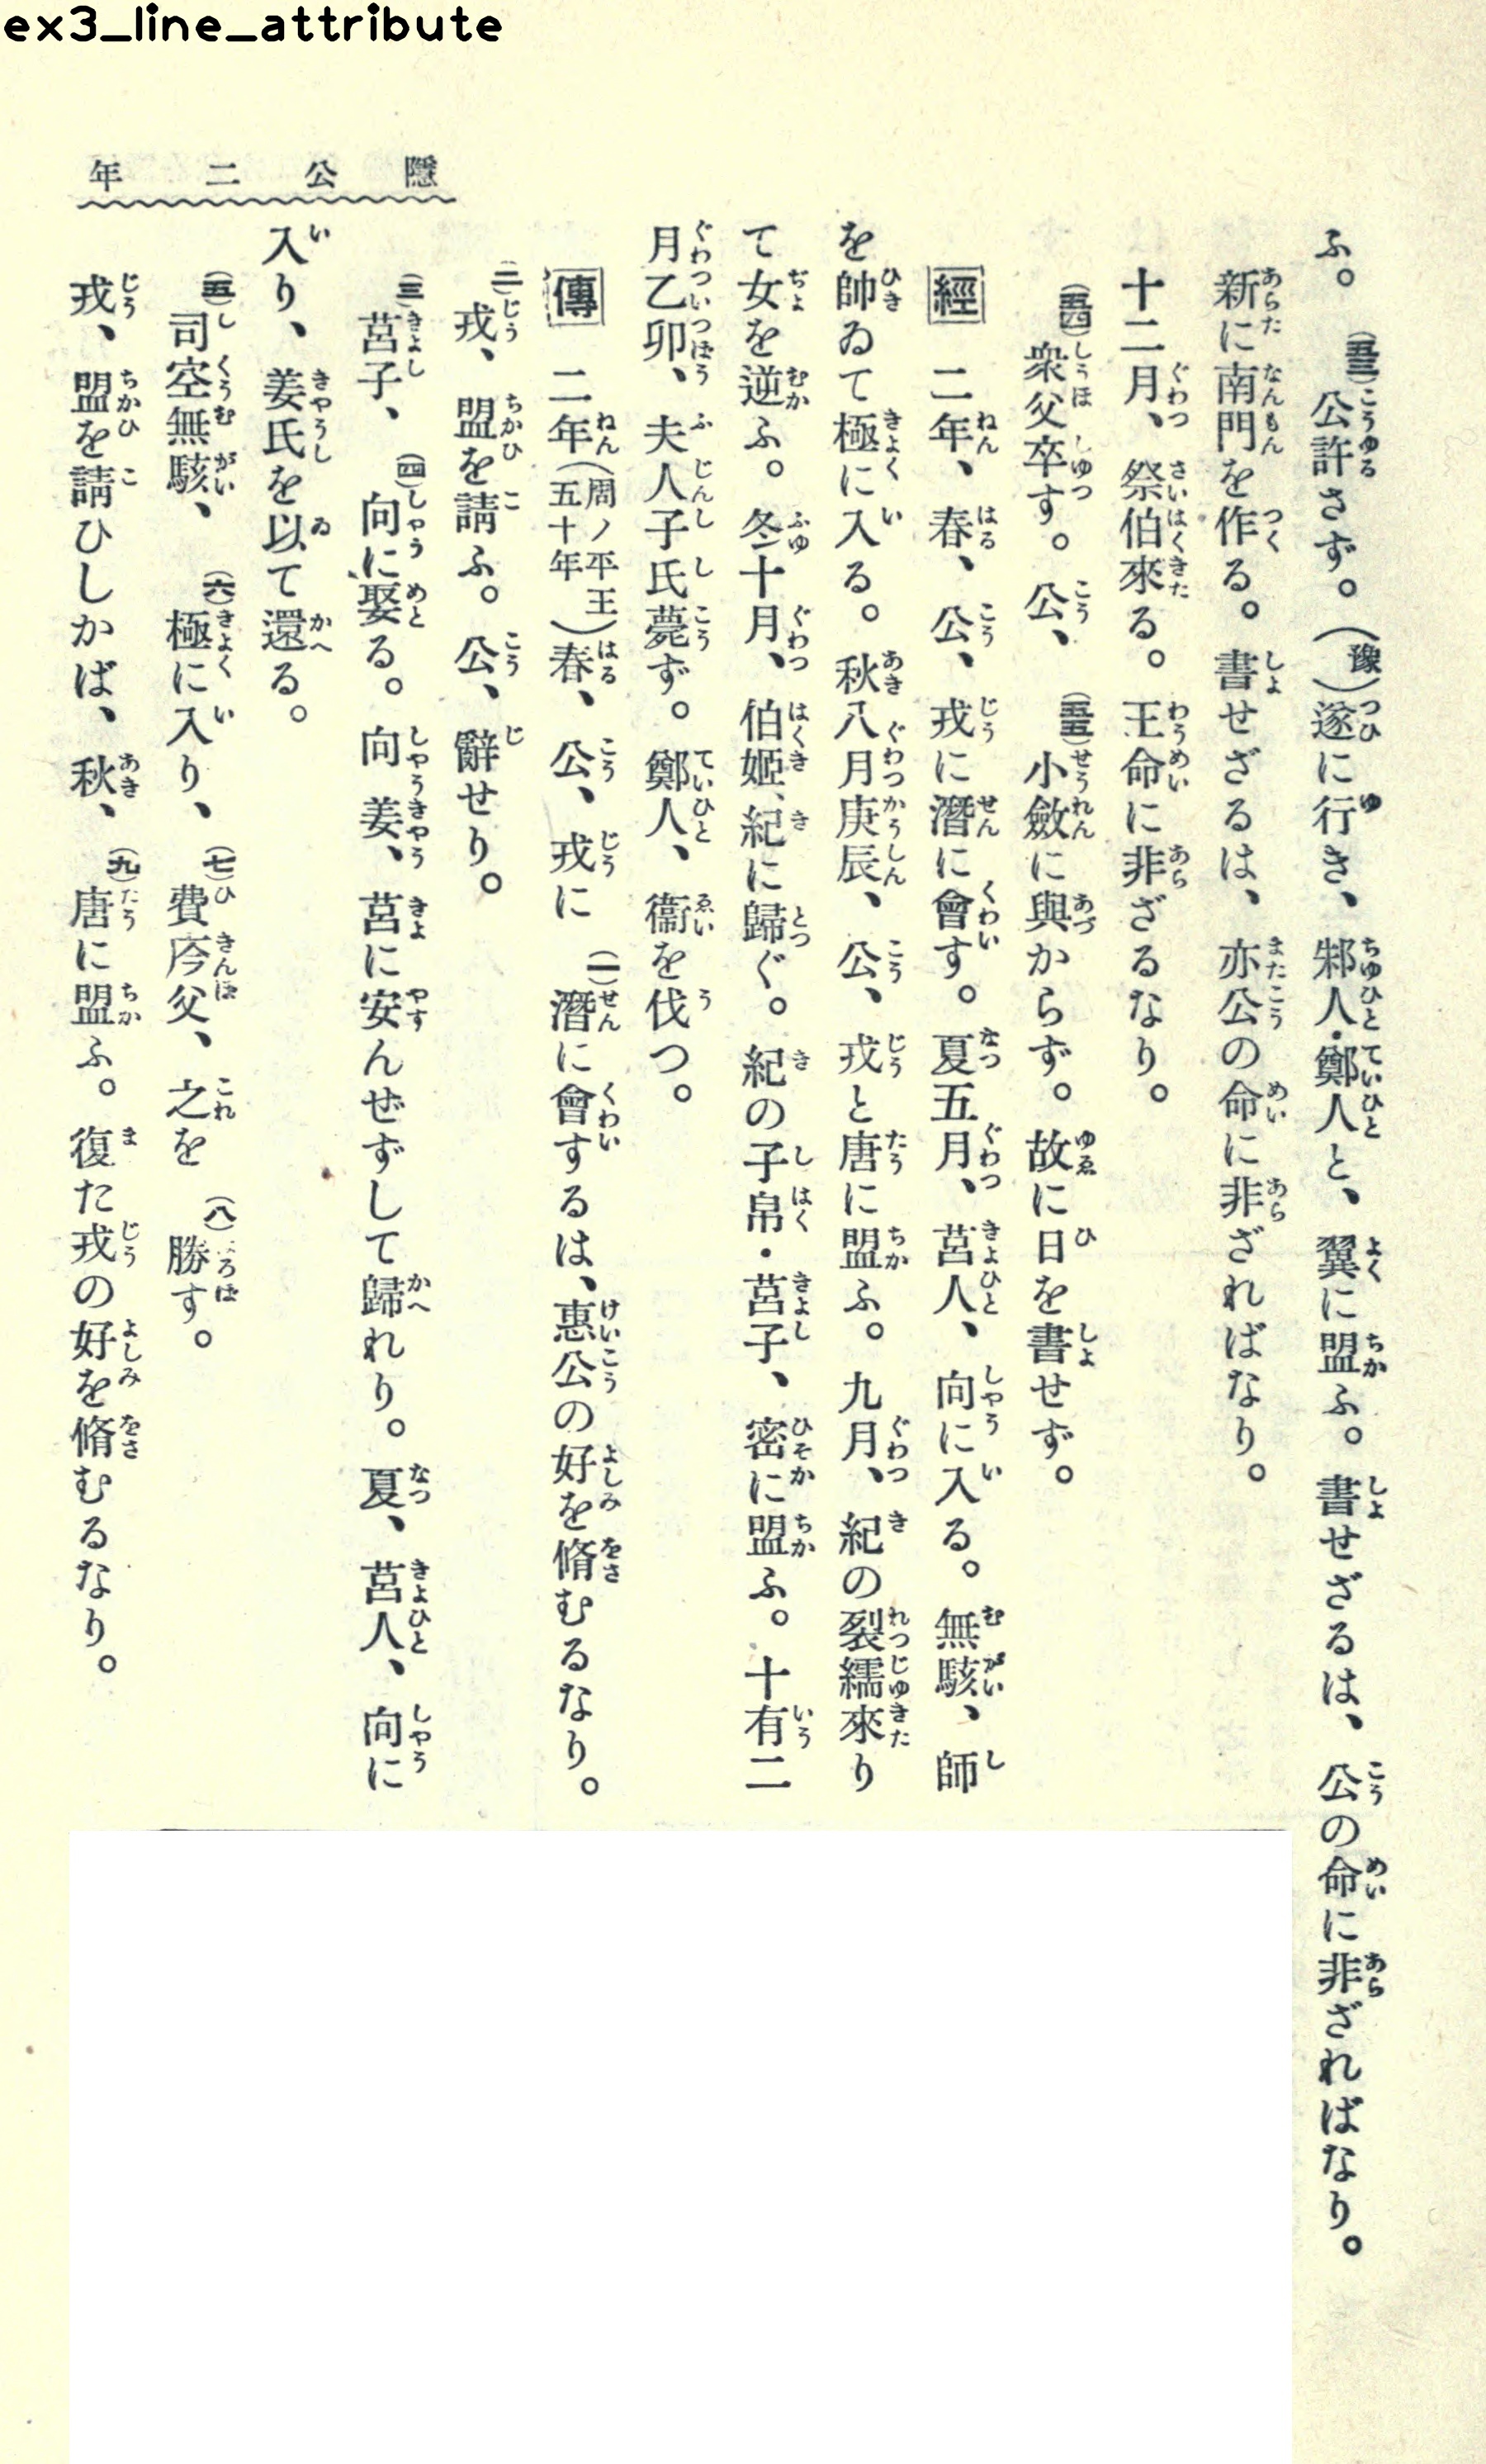 ex3_line_attribute
隱公二年
ふ。(五三)公許さず。(豫)遂に行き、邾人・鄭人と、翼に盟ふ。書せざるは、公の命に非ざればなり。
新に南門を作る。書せざるは、亦公の命に非ざればなり。
十二月、祭伯來る。王命に非ざるなり。
(五四)衆父卒す。公、(五五)小斂に與からず。故に日を書せず。
經 二年、春、公、戎に潛に會す。夏五月、莒人、向に入る。無駭、師
を帥ゐて極に入る。秋八月庚辰、公、戎と唐に盟ふ。九月、紀の裂繻來り
て女を逆ふ。冬十月、伯姬、紀に歸ぐ。紀の子帛・莒子、密に盟ふ。十有二
月乙卯、夫人子氏薨ず。鄭人、衞を伐つ。
傳 二年(周ノ平王五十年)春、公、戎に(一)潛に會するは、惠公の好を脩むるなり。
(二)戎、盟を請ふ。公、辭せり。
(三)莒子、(四)向に娶る。向姜、莒に安んぜずして歸れり。夏、莒人、向に
入り、姜氏を以て還る。
(五)司空無駭、(六)極に入り、(七)費庈父、之を(八)勝す。
戎、盟を請ひしかば、秋、(九)唐に盟ふ。復た戎の好を脩むるなり。